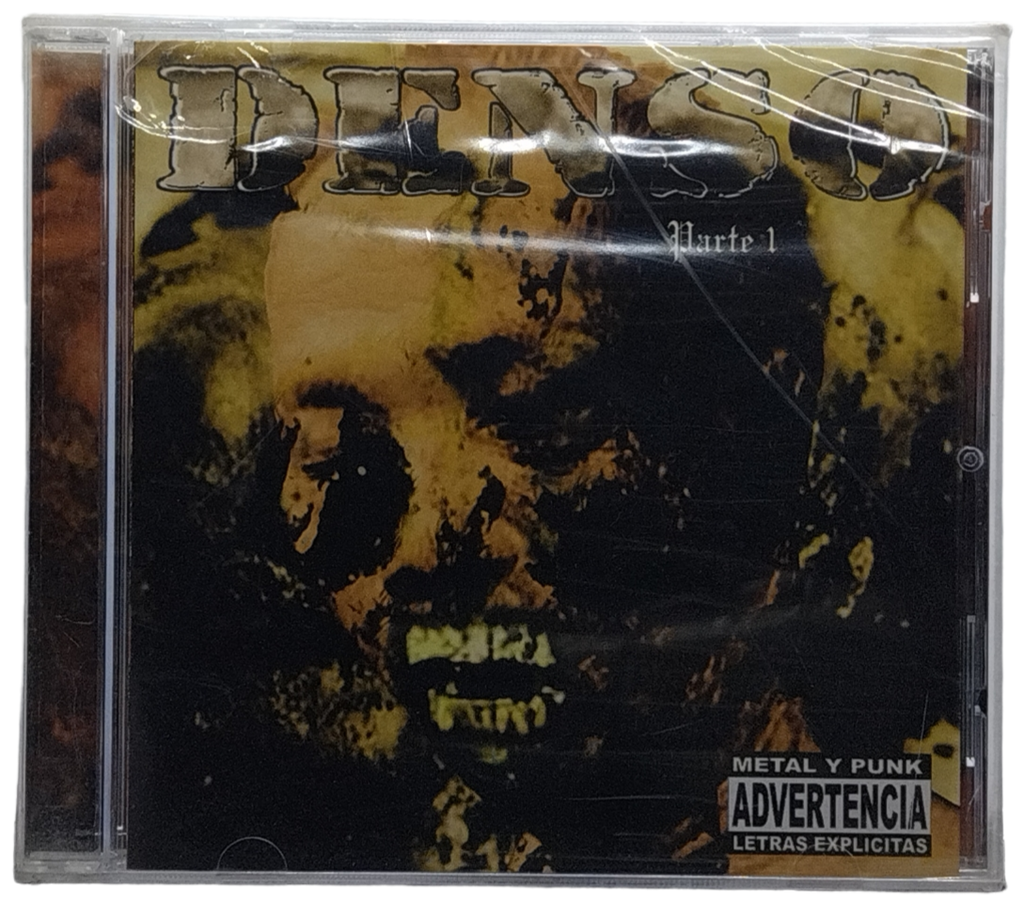 DENSO
Parte 1
METAL Y PUNK
ADVERTENCIA
LETRAS EXPLICITAS